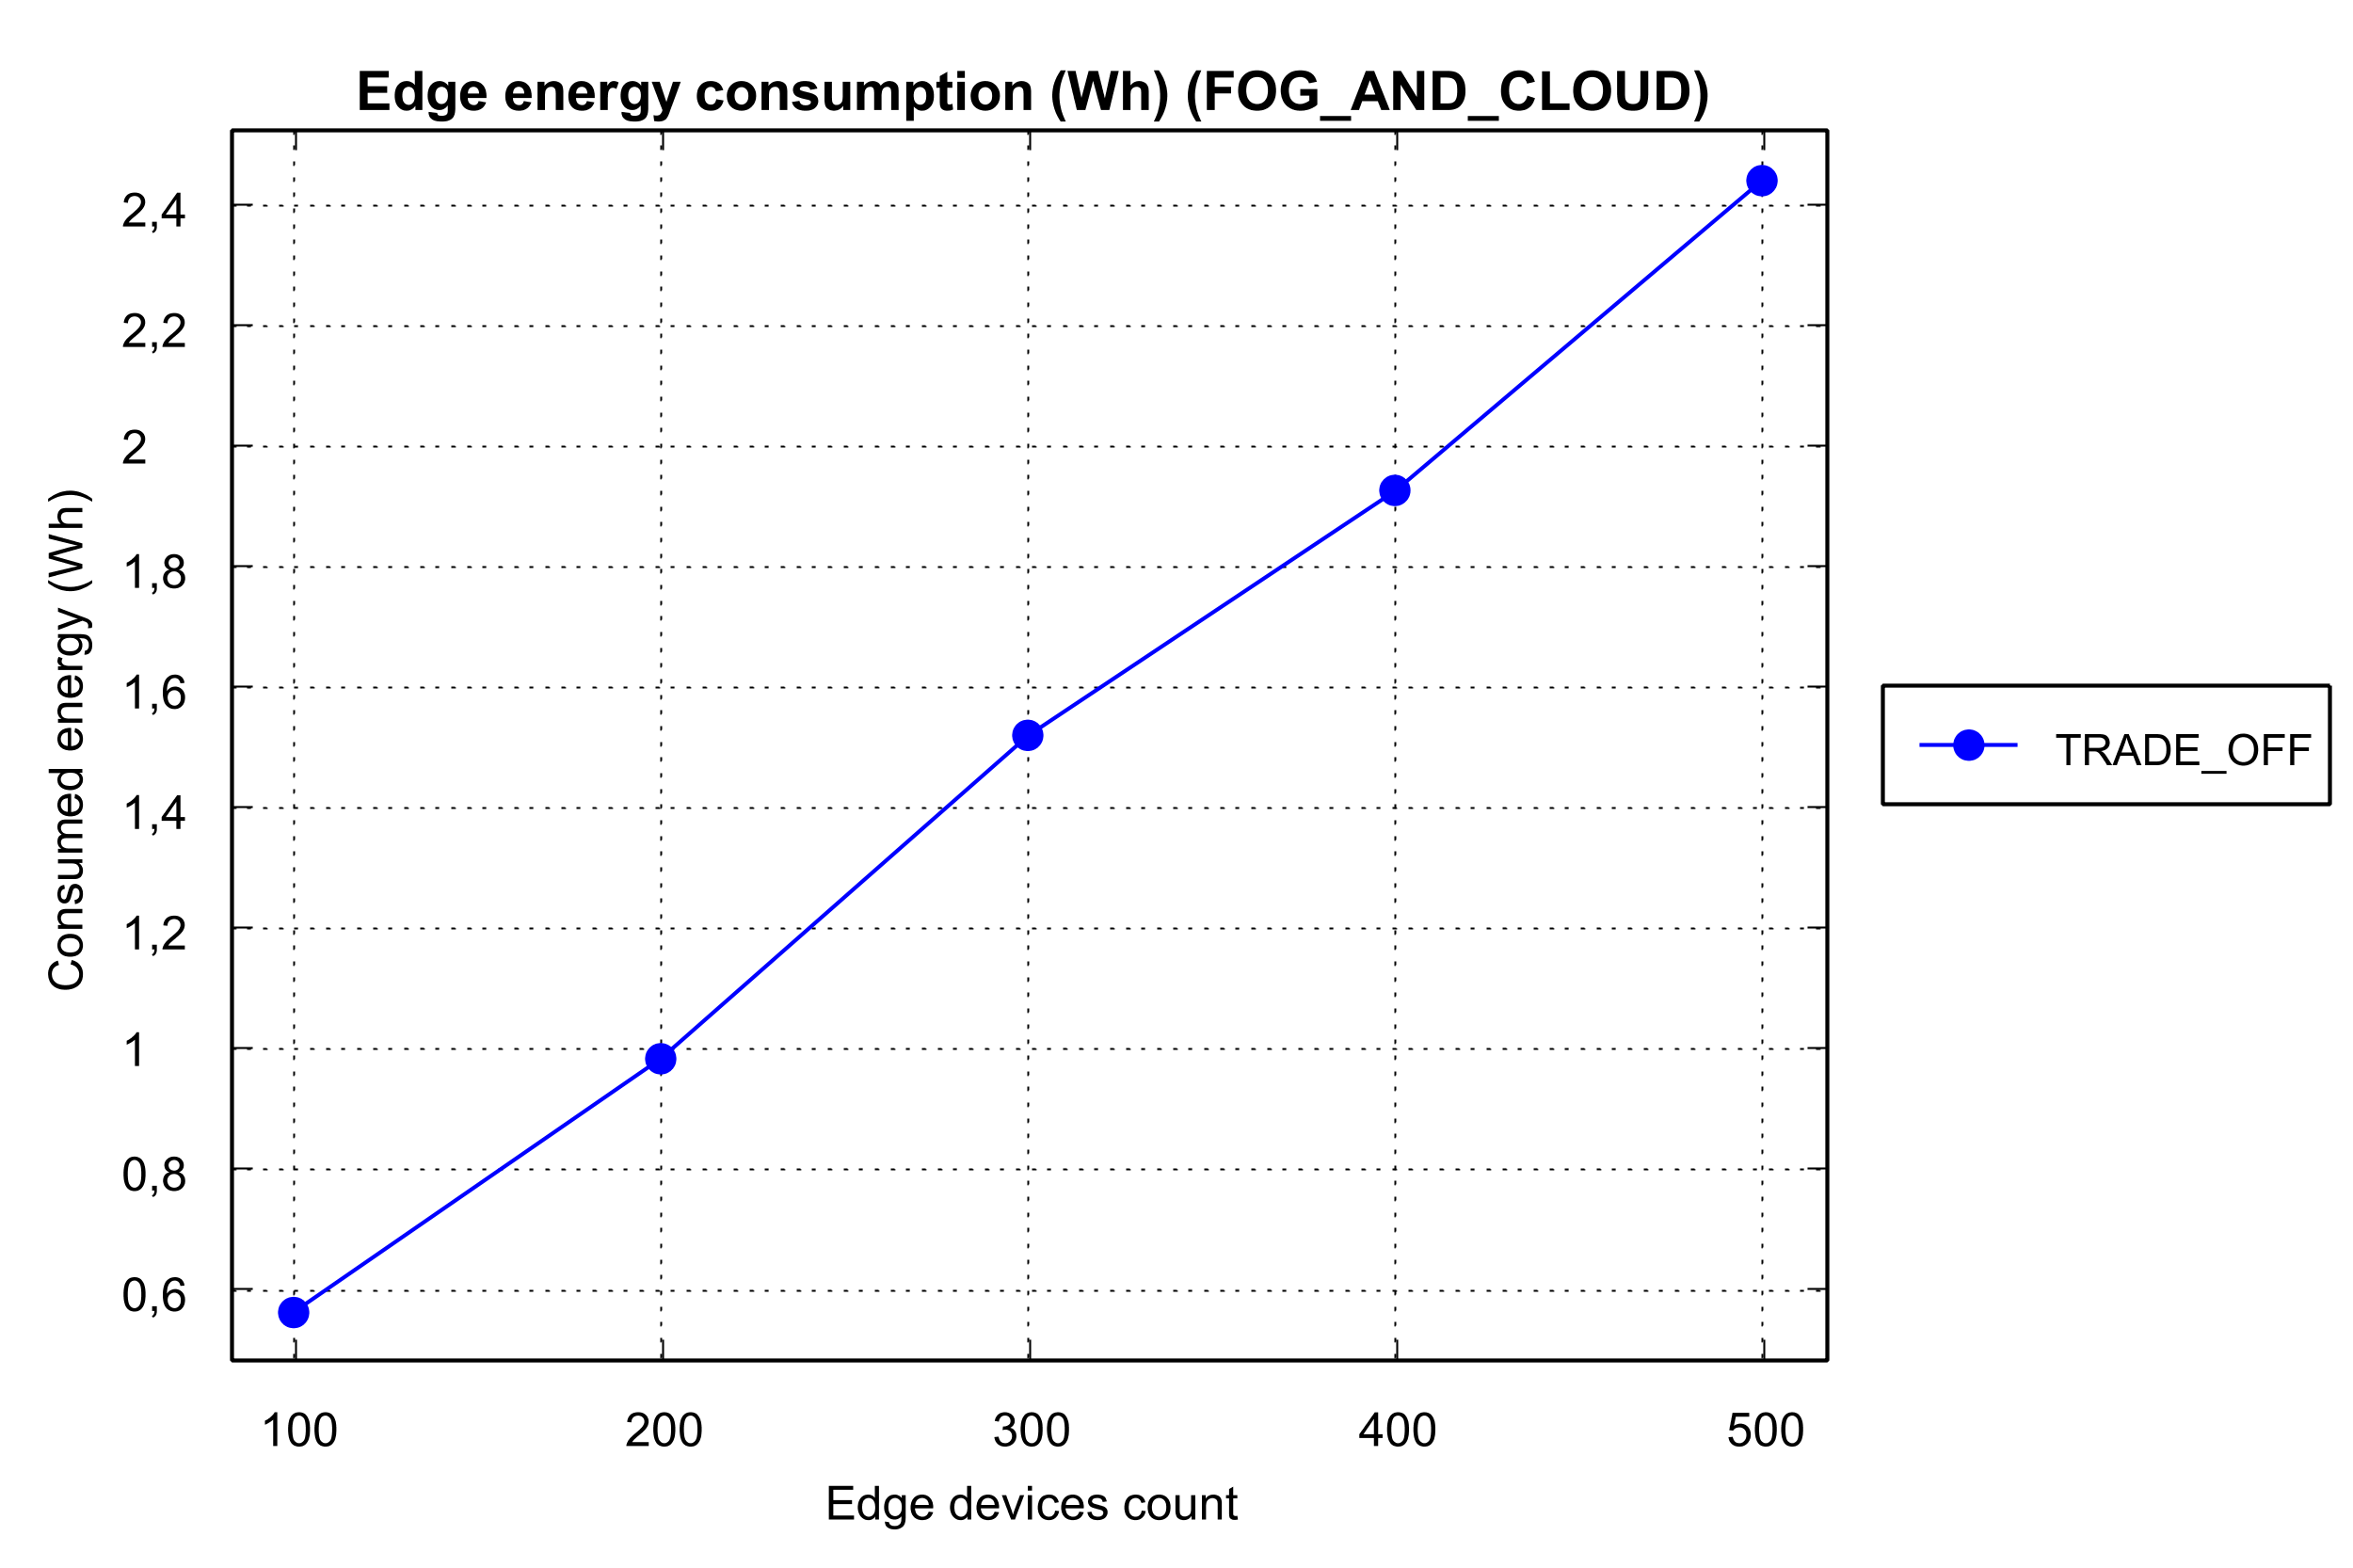 Edge energy consumption (Wh) (FOG_AND_CLOUD)
Consumed energy (Wh)
2,4
2,2
2
1,8
1,6
1,4
1,2
1
0,8
0,6
100 200 300 400 500
Edge devices count
TRADE_OFF